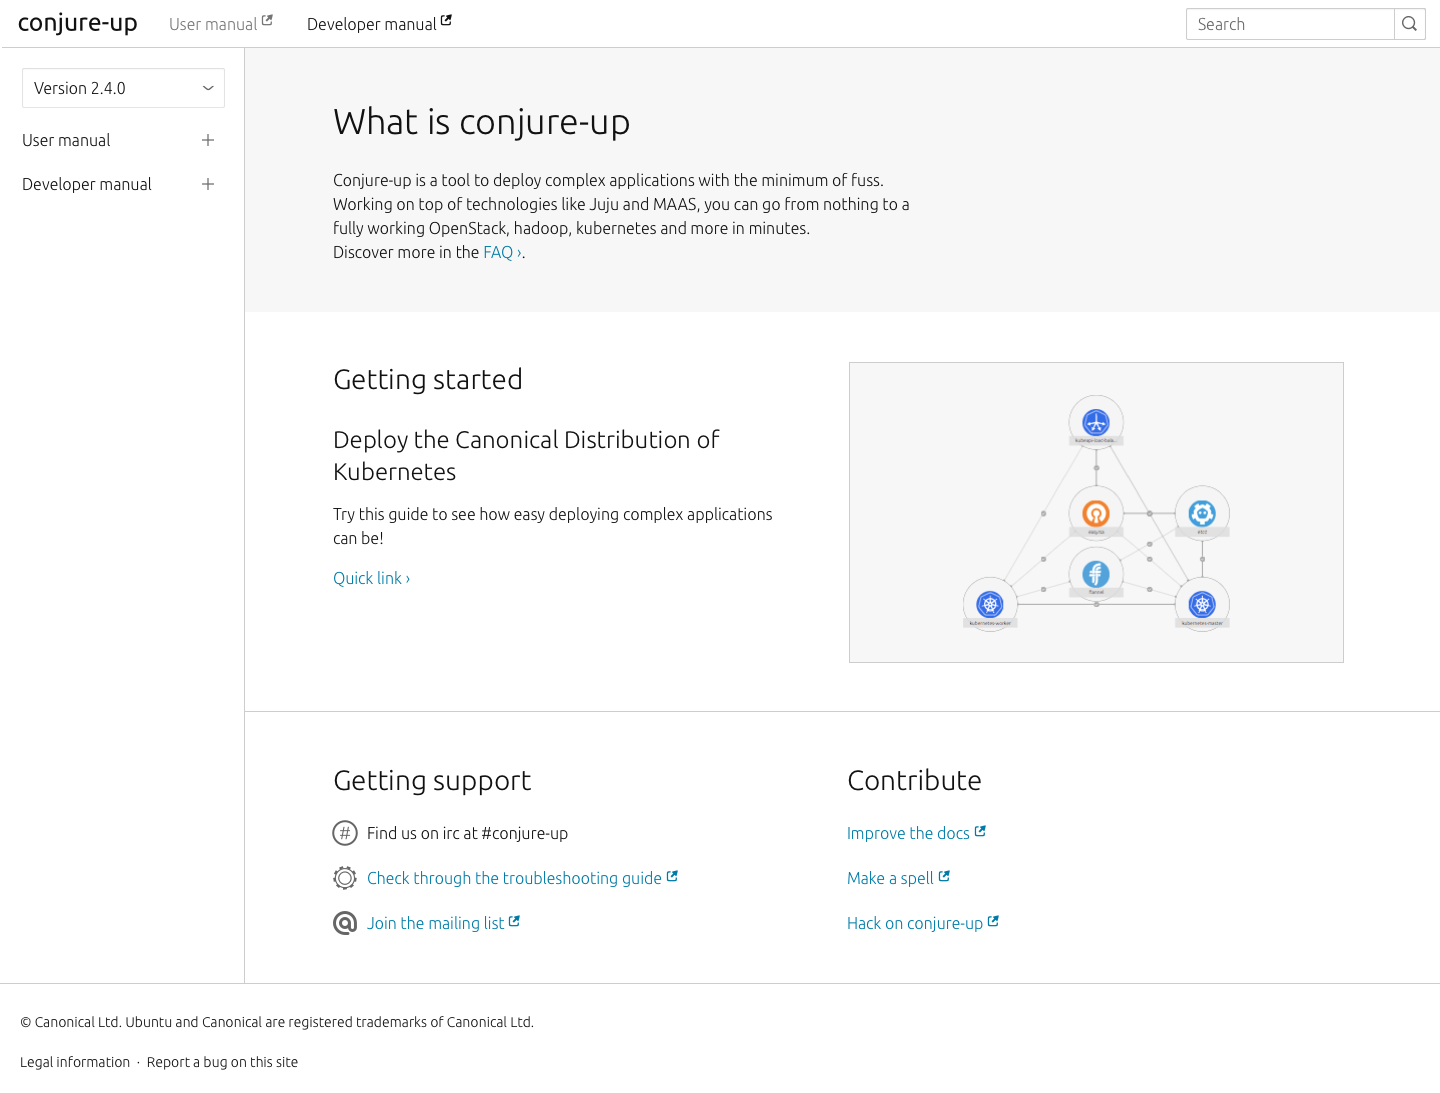 conjure-up
User manual
Developer manual
Search
Version 2.4.0
User manual
Developer manual
What is conjure-up
Conjure-up is a tool to deploy complex applications with the minimum of fuss.
Working on top of technologies like Juju and MAAS, you can go from nothing to a
fully working OpenStack, hadoop, kubernetes and more in minutes.
Discover more in the FAQ ›.
Getting started
Deploy the Canonical Distribution of
Kubernetes
Try this guide to see how easy deploying complex applications
can be!
Quick link ›
easyrsa
etcd
flannel
kubernetes-worker
kubernetes-master
Getting support
Find us on irc at #conjure-up
Check through the troubleshooting guide
Join the mailing list
Contribute
Improve the docs
Make a spell
Hack on conjure-up
© Canonical Ltd. Ubuntu and Canonical are registered trademarks of Canonical Ltd.
Legal information · Report a bug on this site